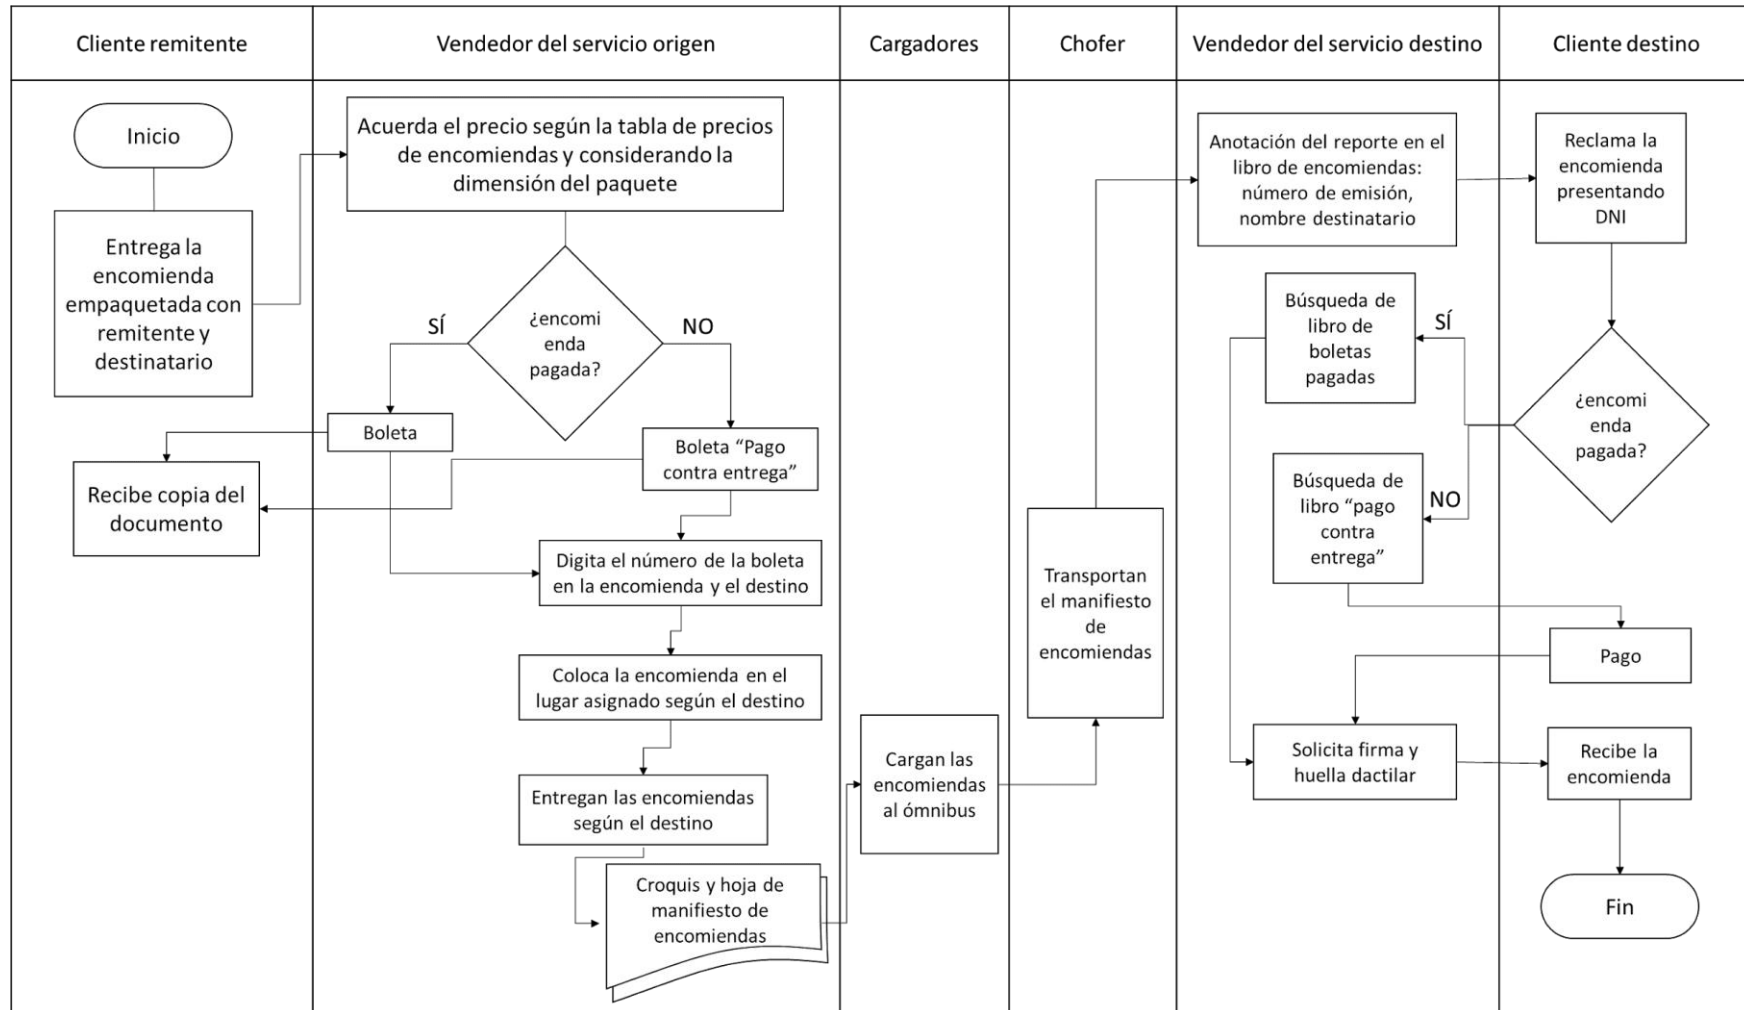 Cliente remitente
Vendedor del servicio origen
Cargadores
Chofer
Vendedor del servicio destino
Cliente destino
Inicio
Entrega la
encomienda
empaquetada con
remitente y
destinatario
Recibe copia del
documento
Acuerda el precio según la tabla de precios
de encomiendas y considerando la
dimensión del paquete
¿encomi
enda
pagada?
SÍ
NO
Boleta
Boleta “Pago
contra entrega”
Digita el número de la boleta
en la encomienda y el destino
Coloca la encomienda en el
lugar asignado según el destino
Entregan las encomiendas
según el destino
Croquis y hoja de
manifiesto de
encomiendas
Cargan las
encomiendas
al ómnibus
Transportan
el manifiesto
de
encomiendas
Anotación del reporte en el
libro de encomiendas:
número de emisión,
nombre destinatario
Reclama la
encomienda
presentando
DNI
¿encomi
enda
pagada?
SÍ
NO
Búsqueda de
libro de
boletas
pagadas
Búsqueda de
libro “pago
contra
entrega”
Pago
Solicita firma y
huella dactilar
Recibe la
encomienda
Fin